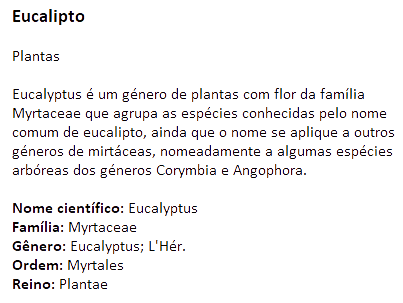 Eucalipto
Plantas
Eucalyptus é um género de plantas com flor da família
Myrtaceae que agrupa as espécies conhecidas pelo nome
comum de eucalipto, ainda que o nome se aplique a outros
géneros de mirtáceas, nomeadamente a algumas espécies
arbóreas dos géneros Corymbia e Angophora.
Nome científico: Eucalyptus
Família: Myrtaceae
Gênero: Eucalyptus; L'Hér.
Ordem: Myrtales
Reino: Plantae